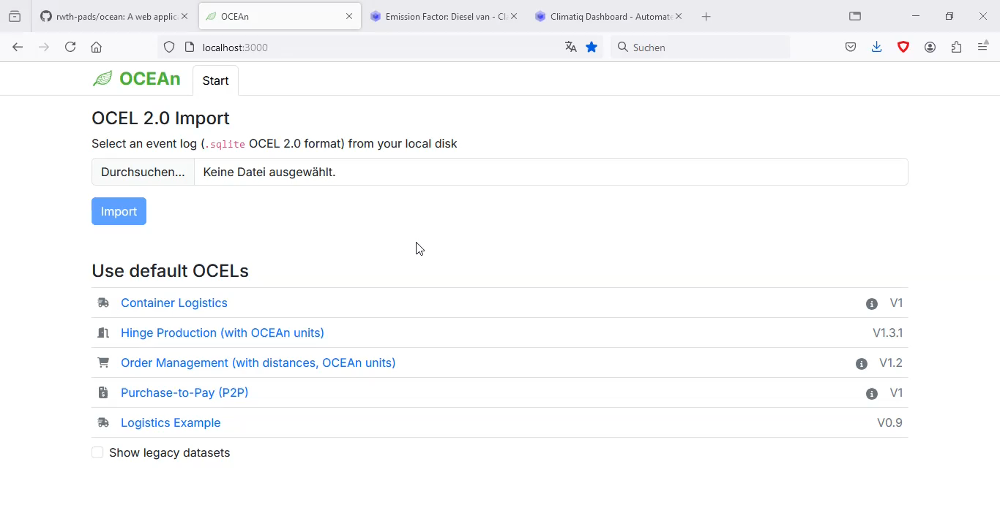 rwth-pads/ocean: A web applic
OCEAn
Emission Factor: Diesel van - Cl
Climatiq Dashboard - Automate
localhost:3000
Suchen
OCEAn
Start
OCEL 2.0 Import
Select an event log (.sqlite OCEL 2.0 format) from your local disk
Durchsuchen... Keine Datei ausgewählt.
Import
Use default OCELs
Container Logistics V1
Hinge Production (with OCEAn units) V1.3.1
Order Management (with distances, OCEAn units) V1.2
Purchase-to-Pay (P2P) V1
Logistics Example V0.9
Show legacy datasets